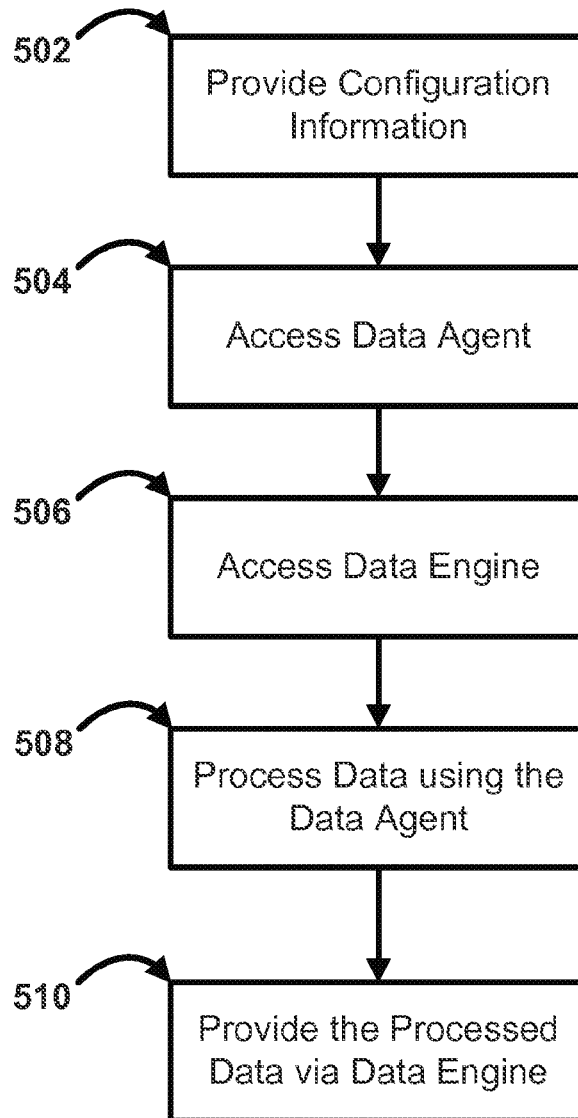 502
Provide Configuration
Information
504
Access Data Agent
506
Access Data Engine
508
Process Data using the
Data Agent
510
Provide the Processed
Data via Data Engine